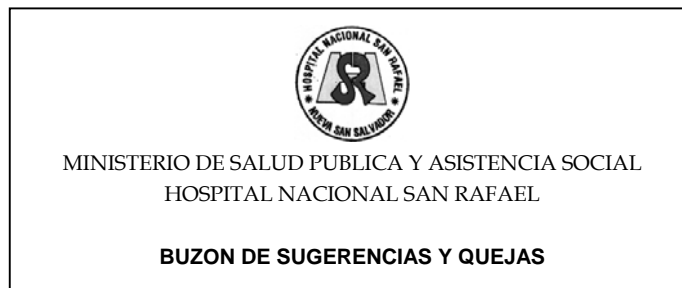 HOSPITAL NACIONAL SAN RAFAEL
SR
NUEVA SAN SALVADOR
MINISTERIO DE SALUD PUBLICA Y ASISTENCIA SOCIAL
HOSPITAL NACIONAL SAN RAFAEL
BUZON DE SUGERENCIAS Y QUEJAS